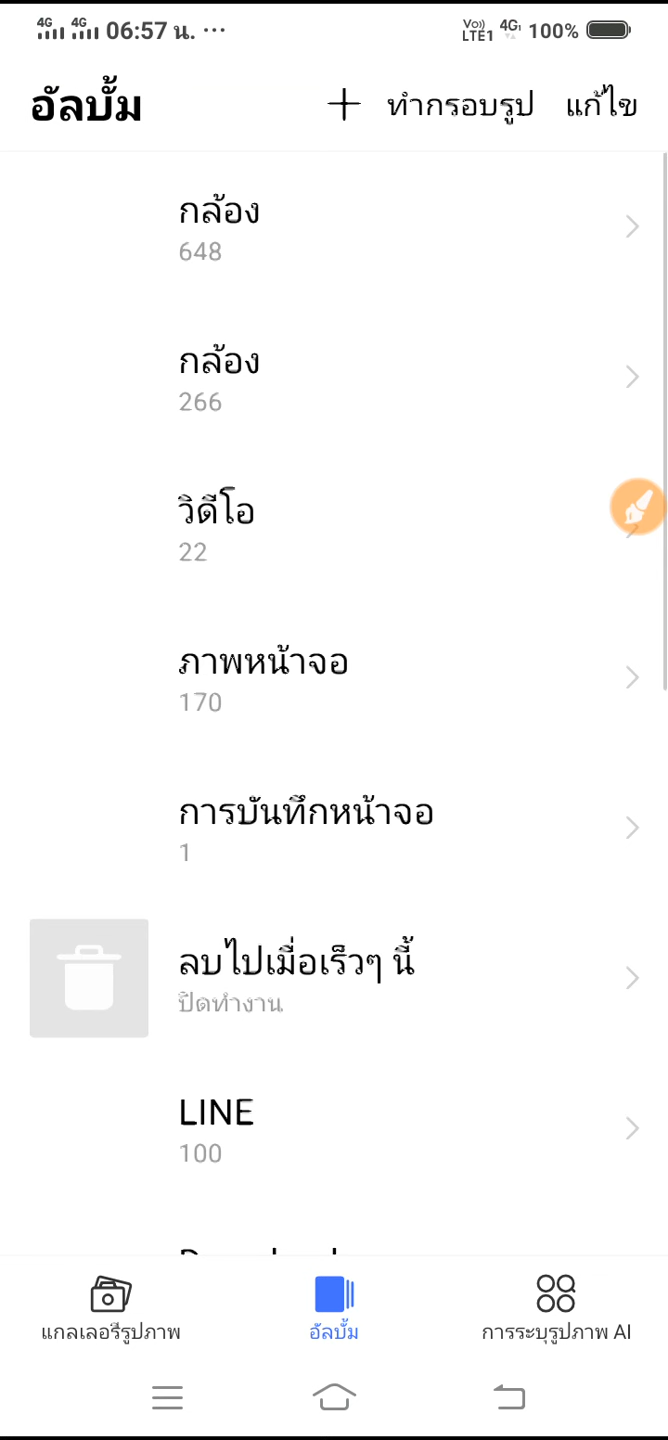 4G 4G 06:57 น. ... Vo)) LTE1 4G 100%
อัลบั้ม + ทำกรอบรูป แก้ไข
กล้อง
648
กล้อง
266
วิดีโอ
22
ภาพหน้าจอ
170
การบันทึกหน้าจอ
1
ลบไปเมื่อเร็วๆ นี้
ปิดทำงาน
LINE
100
แกลเลอรีรูปภาพ อัลบั้ม การระบุรูปภาพ AI